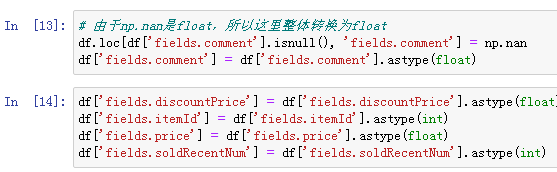 In [13]: # 由于np.nan是float, 所以这里整体转换为float
df.loc[df['fields.comment'].isnull(), 'fields.comment'] = np.nan
df['fields.comment'] = df['fields.comment'].astype(float)
In [14]: df['fields.discountPrice'] = df['fields.discountPrice'].astype(float
df['fields.itemId'] = df['fields.itemId'].astype(int)
df['fields.price'] = df['fields.price'].astype(float)
df['fields.soldRecentNum'] = df['fields.soldRecentNum'].astype(int)